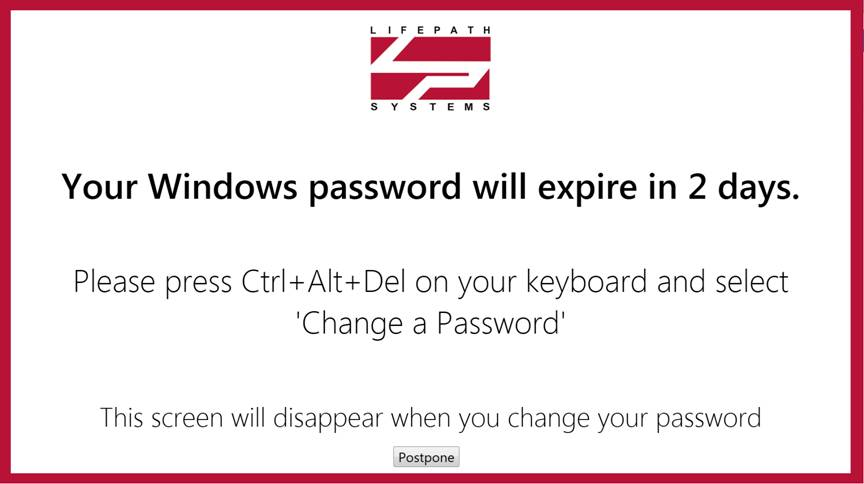 LIFEPATH
SYSTEMS
Your Windows password will expire in 2 days.
Please press Ctrl+Alt+Del on your keyboard and select
'Change a Password'
This screen will disappear when you change your password
Postpone